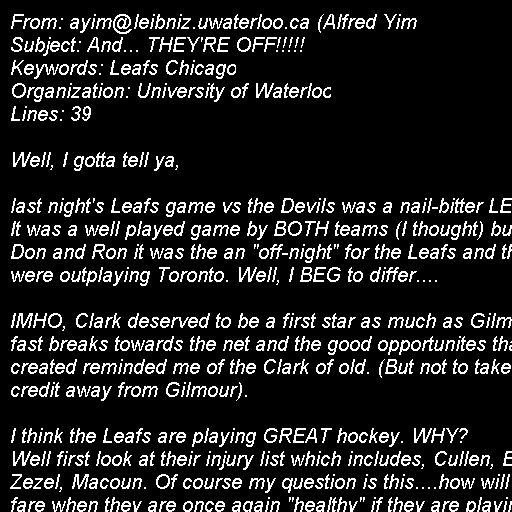 From: ayim@leibniz.uwaterloo.ca (Alfred Yim
Subject: And... THEY'RE OFF!!!!!
Keywords: Leafs Chicago
Organization: University of Waterloo
Lines: 39
Well, I gotta tell ya,
last night's Leafs game vs the Devils was a nail-bitter LE
It was a well played game by BOTH teams (I thought) bu
Don and Ron it was the an "off-night" for the Leafs and th
were outplaying Toronto. Well, I BEG to differ....
IMHO, Clark deserved to be a first star as much as Gilm
fast breaks towards the net and the good opportunites tha
created reminded me of the Clark of old. (But not to take
credit away from Gilmour).
I think the Leafs are playing GREAT hockey. WHY?
Well first look at their injury list which includes, Cullen, E
Zezel, Macoun. Of course my question is this....how will
fare when they are once again "healthy" if they are playin